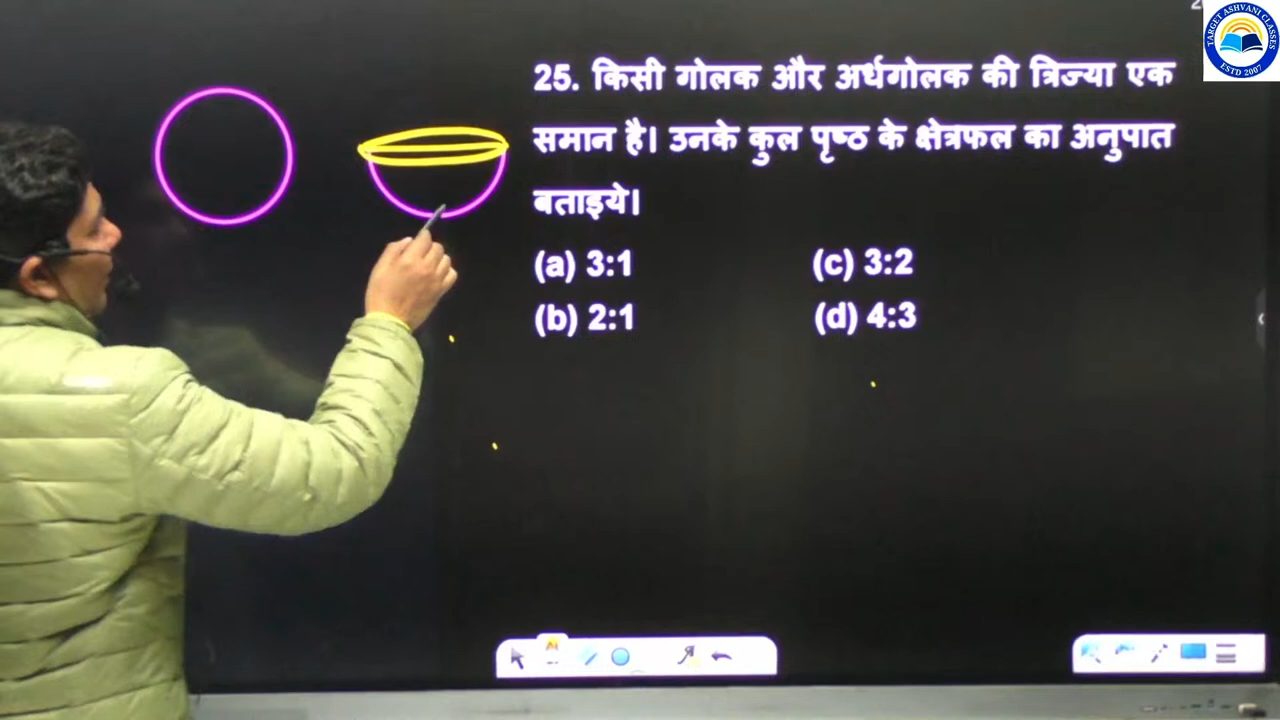 25. किसी गोलक और अर्धगोलक की त्रिज्या एक
समान है। उनके कुल पृष्ठ के क्षेत्रफल का अनुपात
बताइये।
(a) 3:1 (c) 3:2
(b) 2:1 (d) 4:3
TARGET ASHVANI CLASSES
ESTD 2007